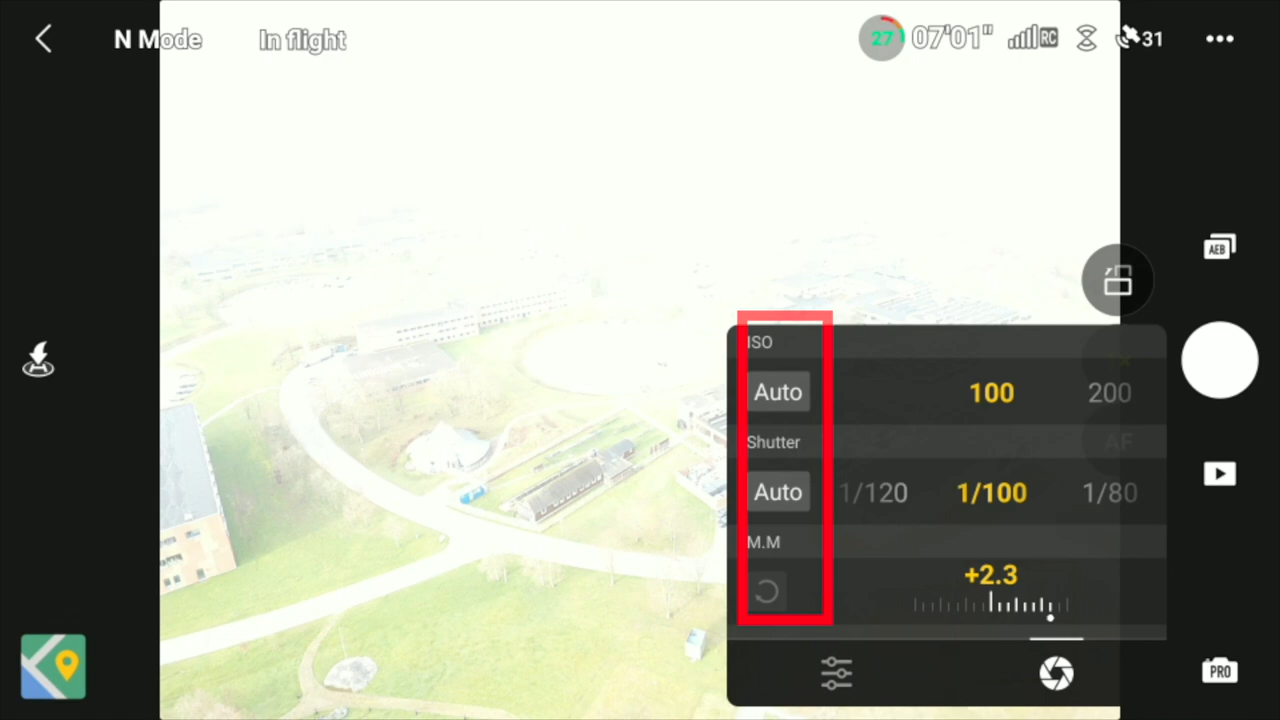 N Mode In flight 27 07'01" RC 31
AEB
ISO
Auto 100 200
Shutter
AF
Auto 1/120 1/100 1/80
M.M
+2.3
PRO